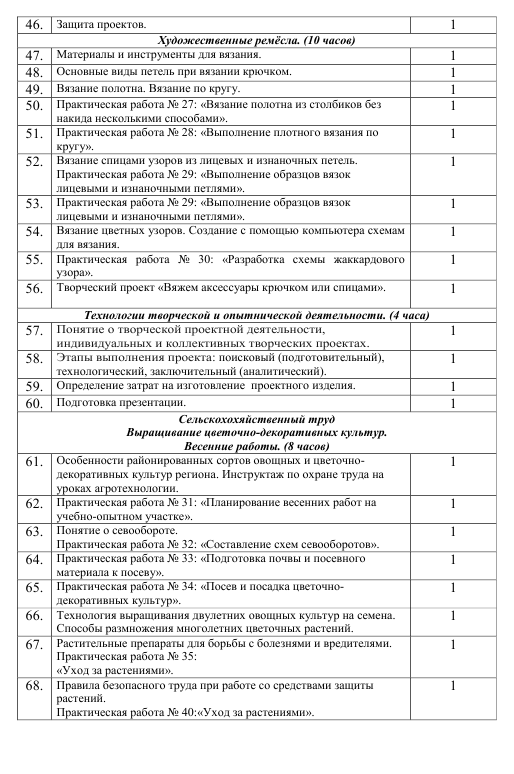 46. Защита проектов. 1
Художественные ремёсла. (10 часов)
47. Материалы и инструменты для вязания. 1
48. Основные виды петель при вязании крючком. 1
49. Вязание полотна. Вязание по кругу. 1
50. Практическая работа № 27: «Вязание полотна из столбиков без 1
накида несколькими способами».
51. Практическая работа № 28: «Выполнение плотного вязания по 1
кругу».
52. Вязание спицами узоров из лицевых и изнаночных петель. 1
Практическая работа № 29: «Выполнение образцов вязок
лицевыми и изнаночными петлями».
53. Практическая работа № 29: «Выполнение образцов вязок 1
лицевыми и изнаночными петлями».
54. Вязание цветных узоров. Создание с помощью компьютера схемам 1
для вязания.
55. Практическая работа № 30: «Разработка схемы жаккардового 1
узора».
56. Творческий проект «Вяжем аксессуары крючком или спицами». 1
Технологии творческой и опытнической деятельности. (4 часа)
57. Понятие о творческой проектной деятельности, 1
индивидуальных и коллективных творческих проектах.
58. Этапы выполнения проекта: поисковый (подготовительный), 1
технологический, заключительный (аналитический).
59. Определение затрат на изготовление проектного изделия. 1
60. Подготовка презентации. 1
Сельскохохяйственный труд
Выращивание цветочно-декоративных культур.
Весенние работы. (8 часов)
61. Особенности районированных сортов овощных и цветочно- 1
декоративных культур региона. Инструктаж по охране труда на
уроках агротехнологии.
62. Практическая работа № 31: «Планирование весенних работ на 1
учебно-опытном участке».
63. Понятие о севообороте. 1
Практическая работа № 32: «Составление схем севооборотов».
64. Практическая работа № 33: «Подготовка почвы и посевного 1
материала к посеву».
65. Практическая работа № 34: «Посев и посадка цветочно- 1
декоративных культур».
66. Технология выращивания двулетних овощных культур на семена. 1
Способы размножения многолетних цветочных растений.
67. Растительные препараты для борьбы с болезнями и вредителями. 1
Практическая работа № 35:
«Уход за растениями».
68. Правила безопасного труда при работе со средствами защиты 1
растений.
Практическая работа № 40:«Уход за растениями».